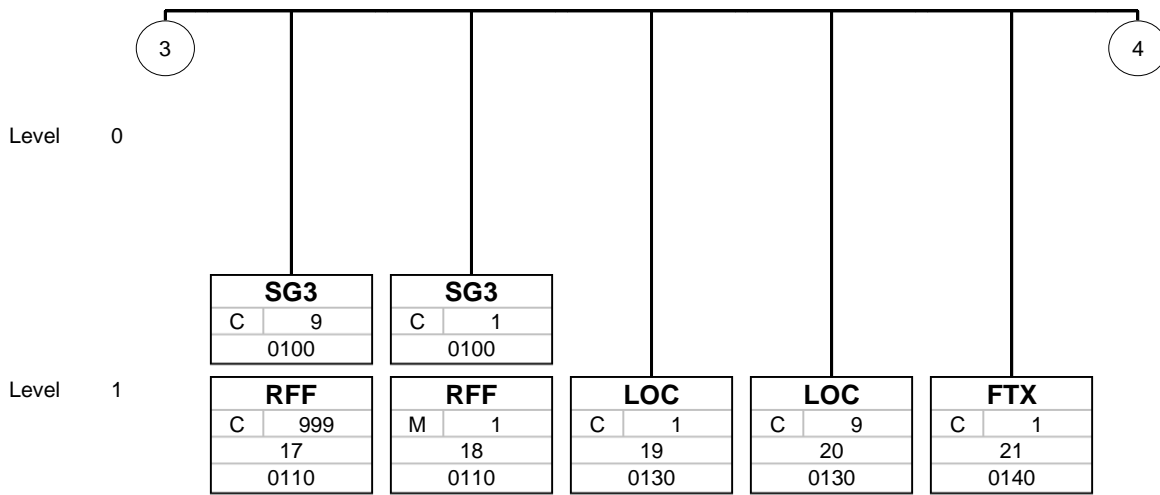 3 4
Level 0
SG3 SG3
C 9 C 1
0100 0100
Level 1
RFF RFF LOC LOC FTX
C 999 M 1 C 1 C 9 C 1
17 18 19 20 21
0110 0110 0130 0130 0140